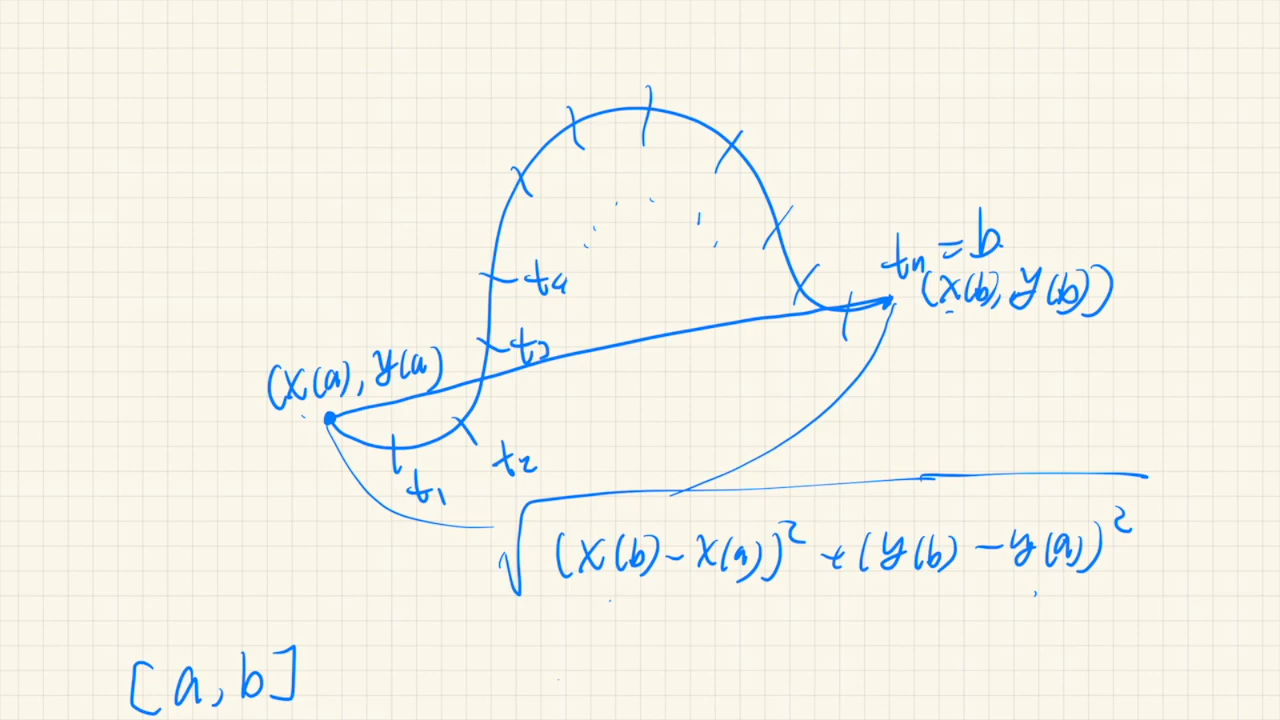 tₙ = b
t₄
(x(b), y(b))
t₃
(x(a), y(a)
t₂
t₁
√(x(b) - x(a))² + (y(b) - y(a))²
[a, b]